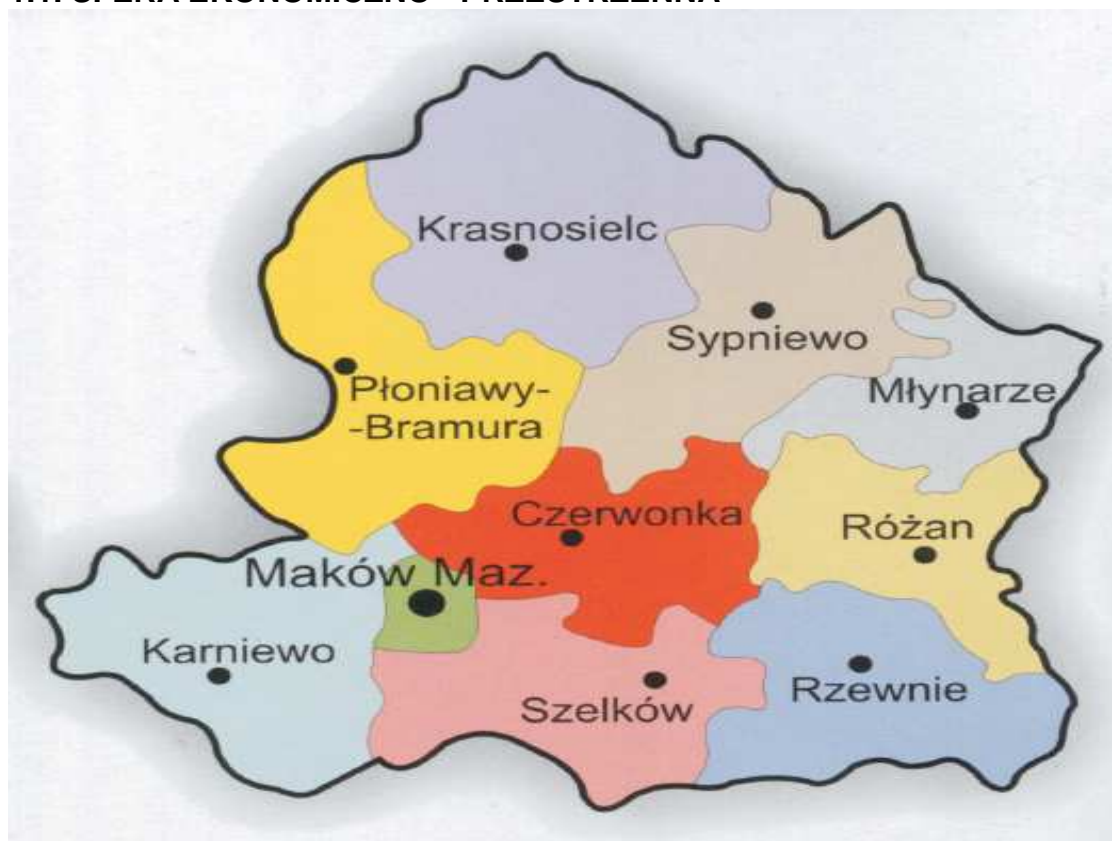 Krasnosielc
Sypniewo
Płoniawy-
-Bramura
Młynarze
Czerwonka
Różan
Maków Maz.
Karniewo
Szelków
Rzewnie